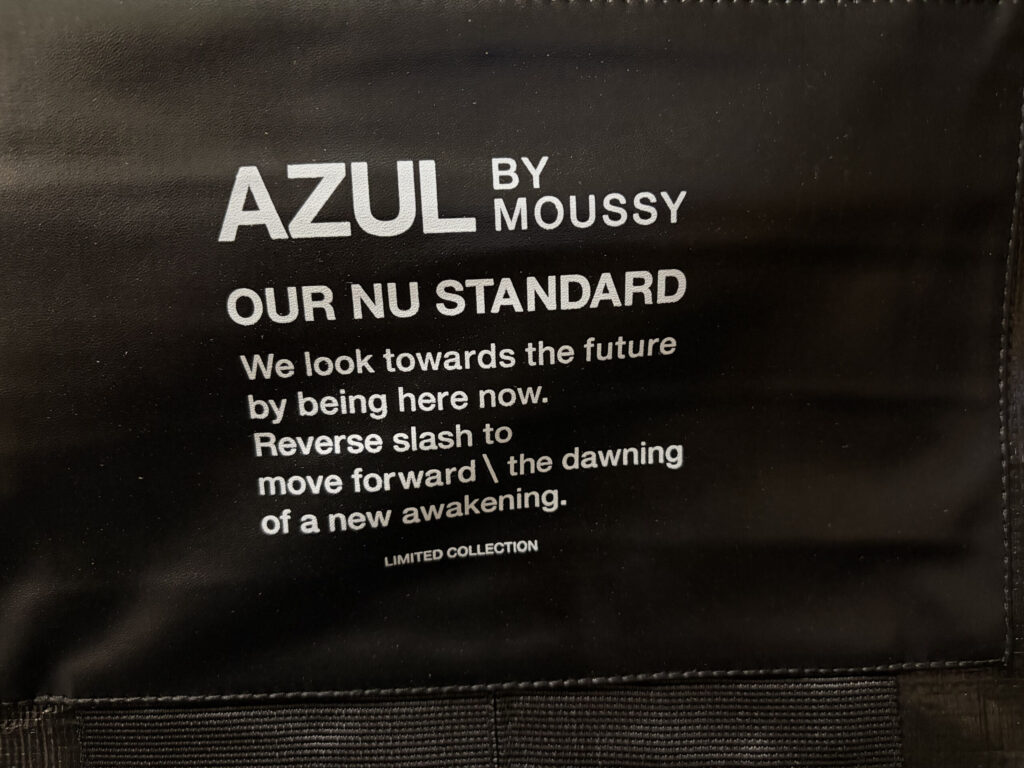 AZUL BY MOUSSY
OUR NU STANDARD
We look towards the future
by being here now.
Reverse slash to
move forward \ the dawning
of a new awakening.
LIMITED COLLECTION